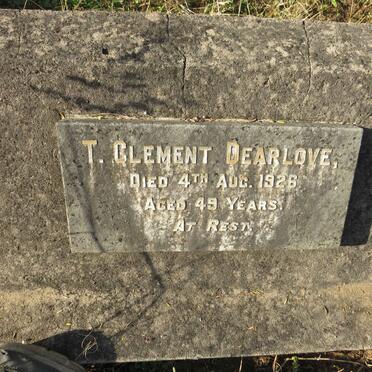 T. CLEMENT DEARLOVE,
DIED 4TH AUG. 1926
AGED 49 YEARS.
AT REST.